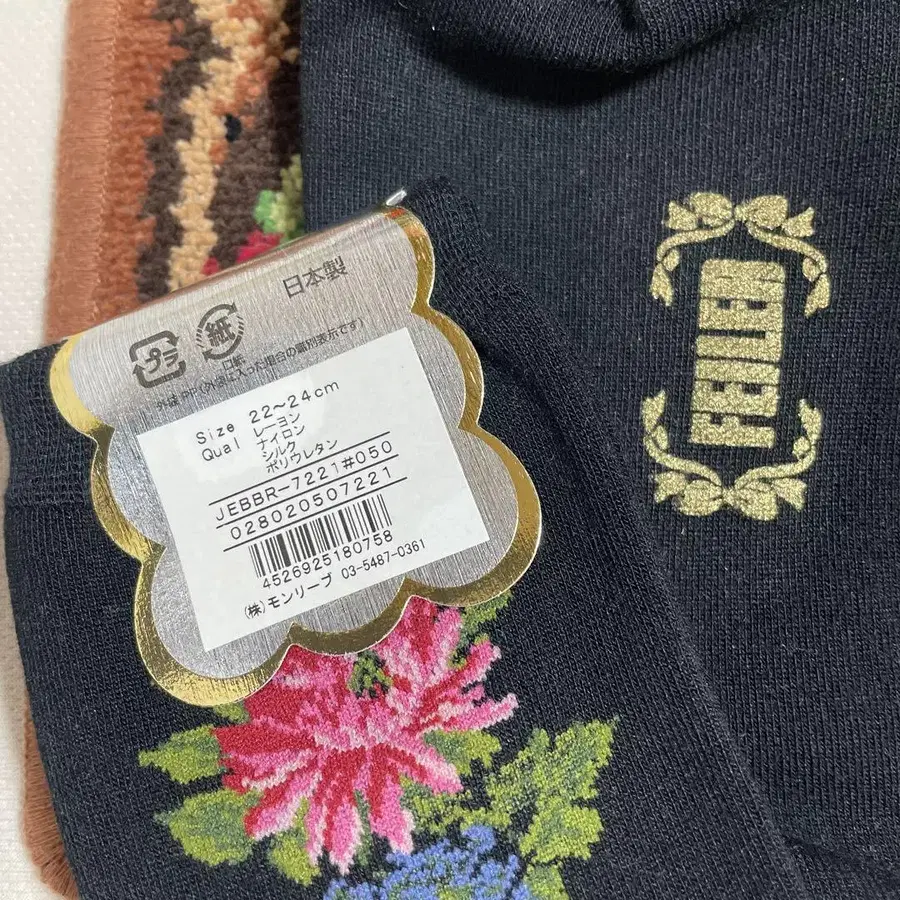 日本製
プラ
紙
口紙
外袋 PP(外袋に入った場合の識別表示です)
Size 22~24cm
Qual レーヨン
ナイロン
シルク
ポリウレタン
JEBBR-7221#050
028020507221
4526925180758
(株)モンリーブ 03-5487-0361
FEILER